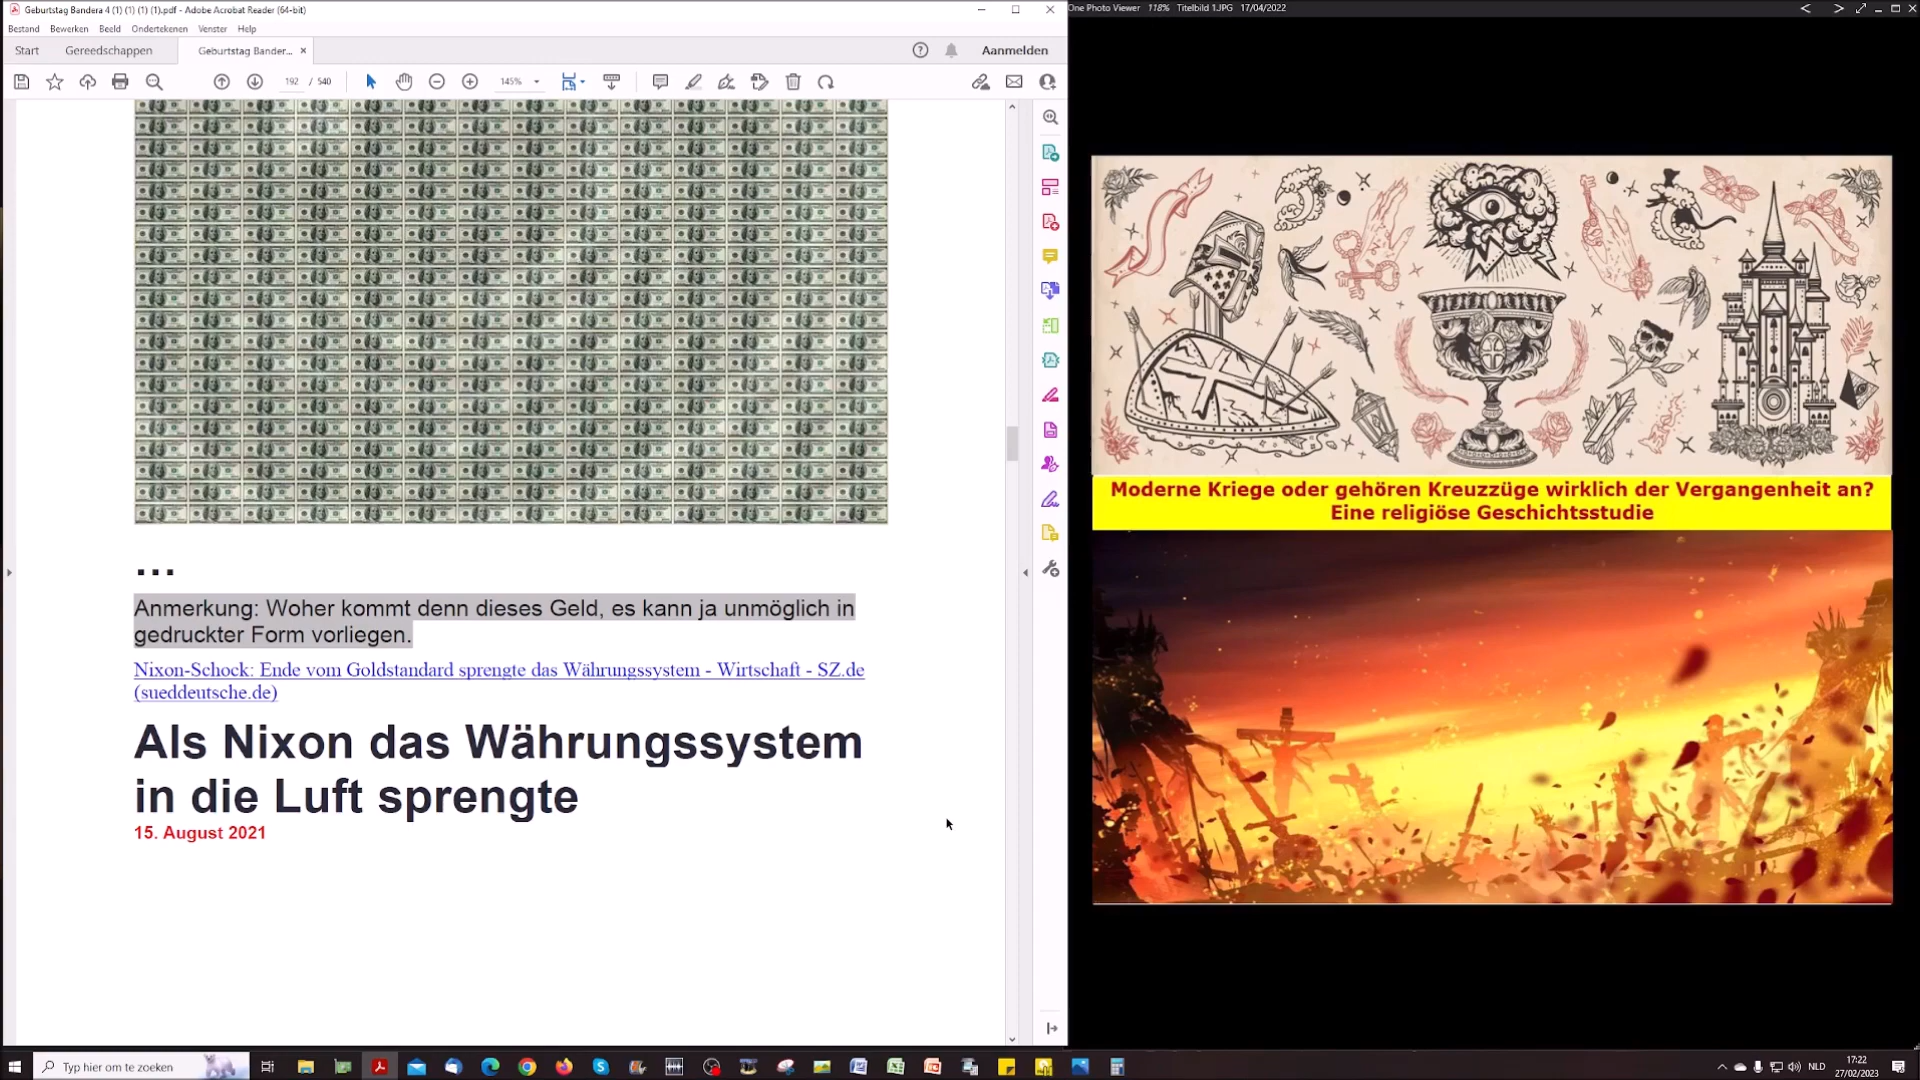 Geburtstag Bandera 4 (1) (1) (1) (1).pdf - Adobe Acrobat Reader (64-bit)
Bestand Bewerken Beeld Ondertekenen Venster Help
Start Gereedschappen Geburtstag Bander... Aanmelden
192 / 540 145%
...
Anmerkung: Woher kommt denn dieses Geld, es kann ja unmöglich in
gedruckter Form vorliegen.
Nixon-Schock: Ende vom Goldstandard sprengte das Währungssystem - Wirtschaft - SZ.de
(sueddeutsche.de)
Als Nixon das Währungssystem
in die Luft sprengte
15. August 2021
One Photo Viewer 118% Titelbild 1.JPG 17/04/2022
Moderne Kriege oder gehören Kreuzzüge wirklich der Vergangenheit an?
Eine religiöse Geschichtsstudie
Typ hier om te zoeken
NLD
17:22
27/02/2023